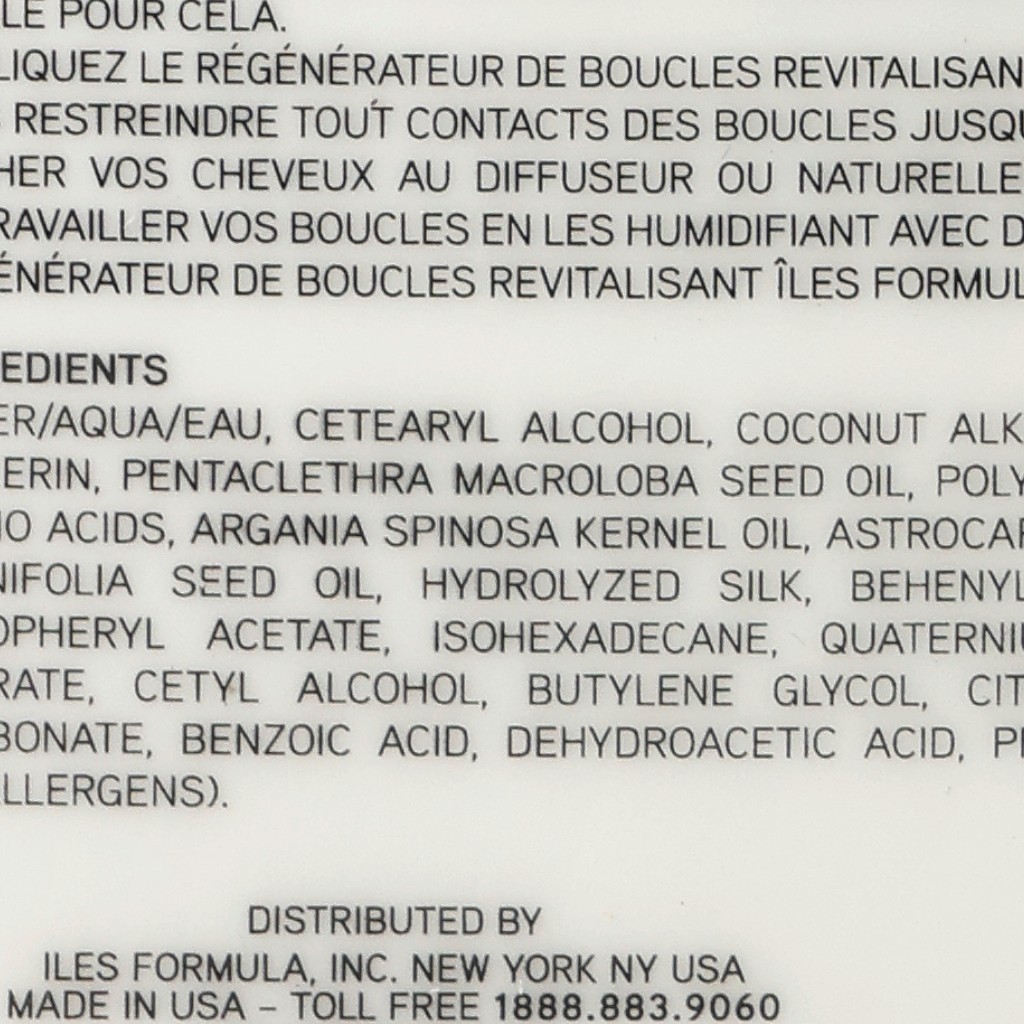 LE POUR CELA.
LIQUEZ LE RÉGÉNÉRATEUR DE BOUCLES REVITALISAN
RESTREINDRE TOUT CONTACTS DES BOUCLES JUSQU
HER VOS CHEVEUX AU DIFFUSEUR OU NATURELLE
RAVAILLER VOS BOUCLES EN LES HUMIDIFIANT AVEC D
ÉNÉRATEUR DE BOUCLES REVITALISANT ÎLES FORMUL
EDIENTS
ER/AQUA/EAU, CETEARYL ALCOHOL, COCONUT ALK
ERIN, PENTACLETHRA MACROLOBA SEED OIL, POLY
NO ACIDS, ARGANIA SPINOSA KERNEL OIL, ASTROCAR
NIFOLIA SEED OIL, HYDROLYZED SILK, BEHENYL
OPHERYL ACETATE, ISOHEXADECANE, QUATERNIU
RATE, CETYL ALCOHOL, BUTYLENE GLYCOL, CIT
BONATE, BENZOIC ACID, DEHYDROACETIC ACID, P
LLERGENS).
DISTRIBUTED BY
ILES FORMULA, INC. NEW YORK NY USA
MADE IN USA – TOLL FREE 1888.883.9060